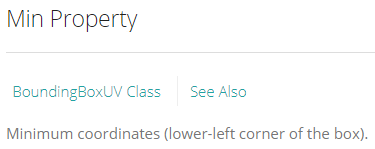 Min Property
BoundingBoxUV Class See Also
Minimum coordinates (lower-left corner of the box).